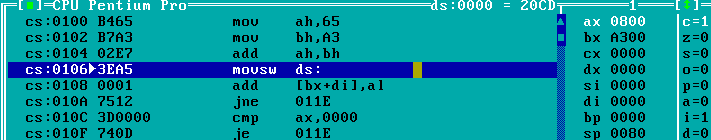 [■] CPU Pentium Pro ds:0000 = 20CD 1 [↕]
cs:0100 B465 mov ah,65 ▲ ax 0800 c=1
cs:0102 B7A3 mov bh,A3 bx A300 z=0
cs:0104 02E7 add ah,bh cx 0000 s=0
cs:0106►3EA5 movsw ds: dx 0000 o=0
cs:0108 0001 add [bx+di],al si 0000 p=0
cs:010A 7512 jne 011E di 0000 a=0
cs:010C 3D0000 cmp ax,0000 bp 0000 i=1
cs:010F 740D je 011E sp 0080 d=0